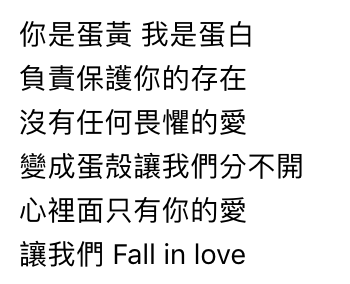 你是蛋黃 我是蛋白
負責保護你的存在
沒有任何畏懼的愛
變成蛋殼讓我們分不開
心裡面只有你的愛
讓我們 Fall in love